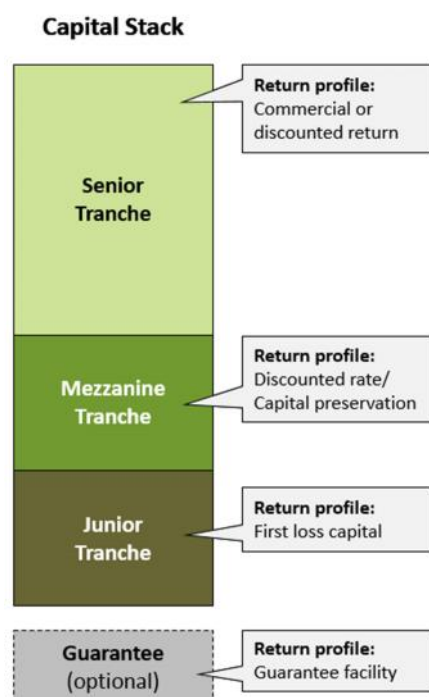 Capital Stack
Return profile:
Commercial or
discounted return
Senior
Tranche
Return profile:
Discounted rate/
Capital preservation
Mezzanine
Tranche
Return profile:
First loss capital
Junior
Tranche
Return profile:
Guarantee facility
Guarantee
(optional)